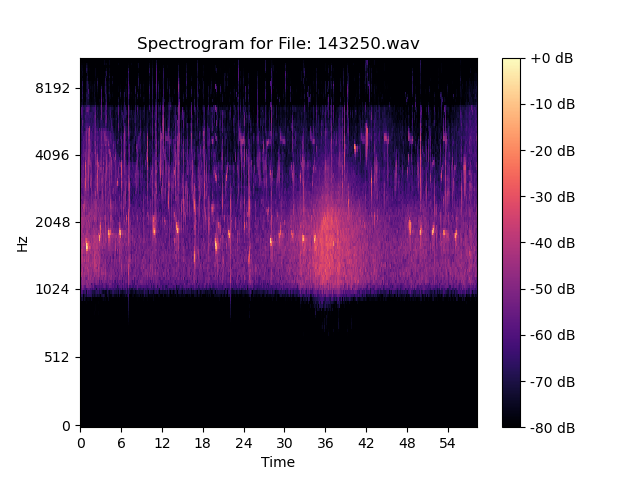 Spectrogram for File: 143250.wav
8192
4096
2048
1024
512
0
Hz
0 6 12 18 24 30 36 42 48 54
Time
+0 dB
-10 dB
-20 dB
-30 dB
-40 dB
-50 dB
-60 dB
-70 dB
-80 dB